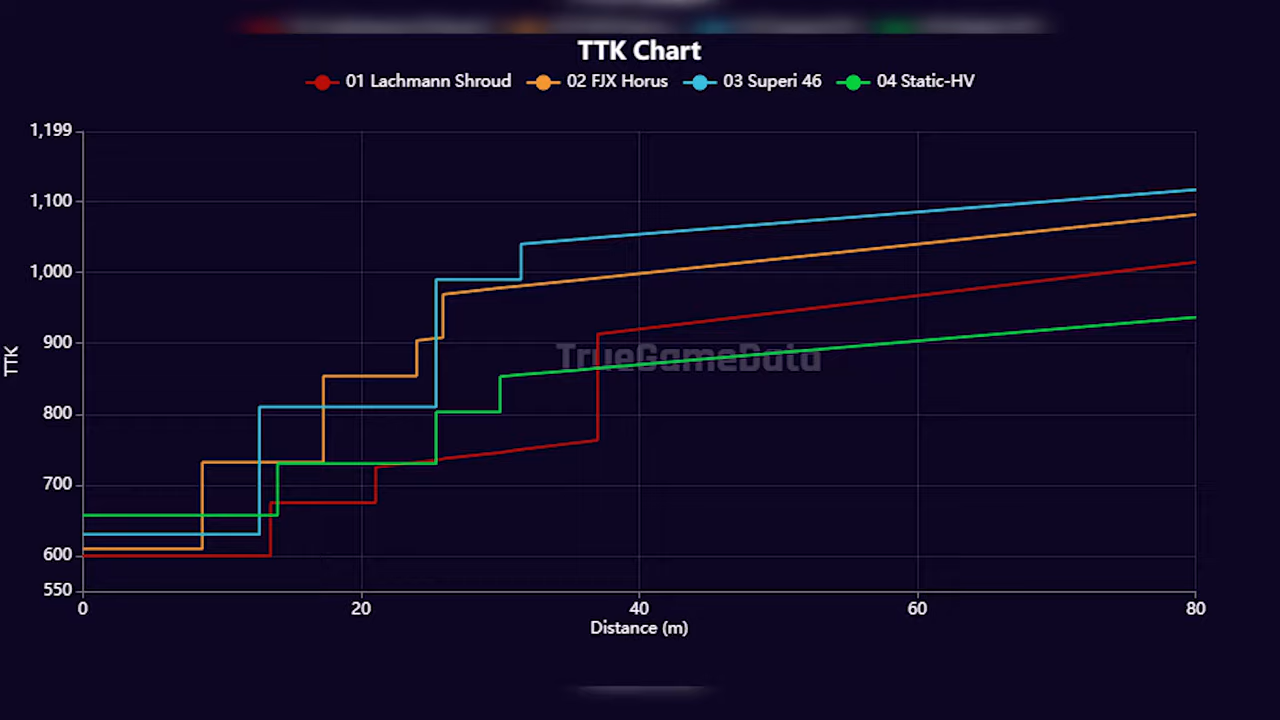 TTK Chart
01 Lachmann Shroud 02 FJX Horus 03 Superi 46 04 Static-HV
1,199
1,100
1,000
900
800
700
600
550
TTK
TrueGameData
0 20 40 60 80
Distance (m)